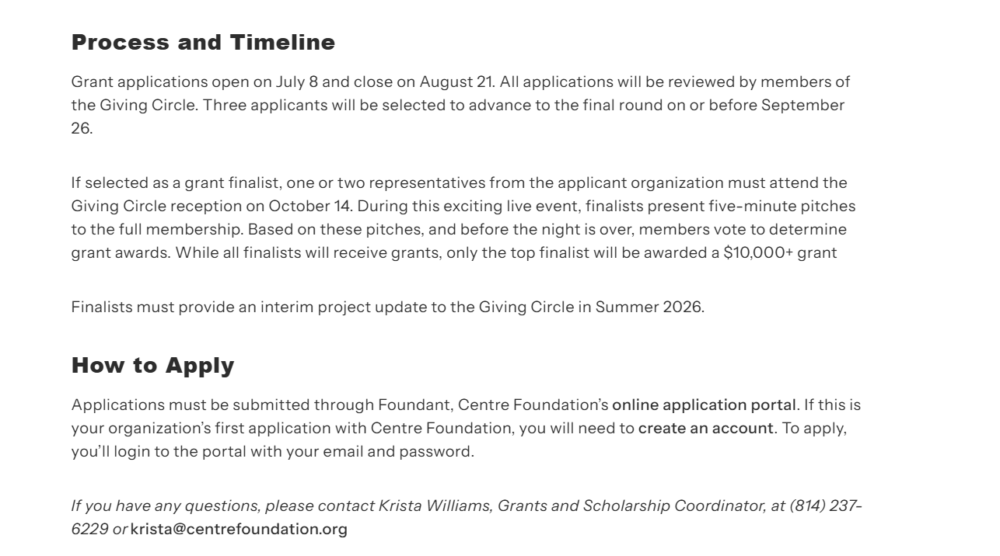 Process and Timeline
Grant applications open on July 8 and close on August 21. All applications will be reviewed by members of
the Giving Circle. Three applicants will be selected to advance to the final round on or before September
26.
If selected as a grant finalist, one or two representatives from the applicant organization must attend the
Giving Circle reception on October 14. During this exciting live event, finalists present five-minute pitches
to the full membership. Based on these pitches, and before the night is over, members vote to determine
grant awards. While all finalists will receive grants, only the top finalist will be awarded a $10,000+ grant
Finalists must provide an interim project update to the Giving Circle in Summer 2026.
How to Apply
Applications must be submitted through Foundant, Centre Foundation’s online application portal. If this is
your organization’s first application with Centre Foundation, you will need to create an account. To apply,
you’ll login to the portal with your email and password.
If you have any questions, please contact Krista Williams, Grants and Scholarship Coordinator, at (814) 237-
6229 or krista@centrefoundation.org